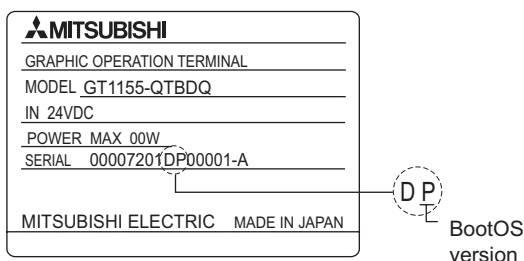 MITSUBISHI
GRAPHIC OPERATION TERMINAL
MODEL GT1155-QTBDQ
IN 24VDC
POWER MAX 00W
SERIAL 00007201DP00001-A
D P
MITSUBISHI ELECTRIC MADE IN JAPAN
BootOS
version